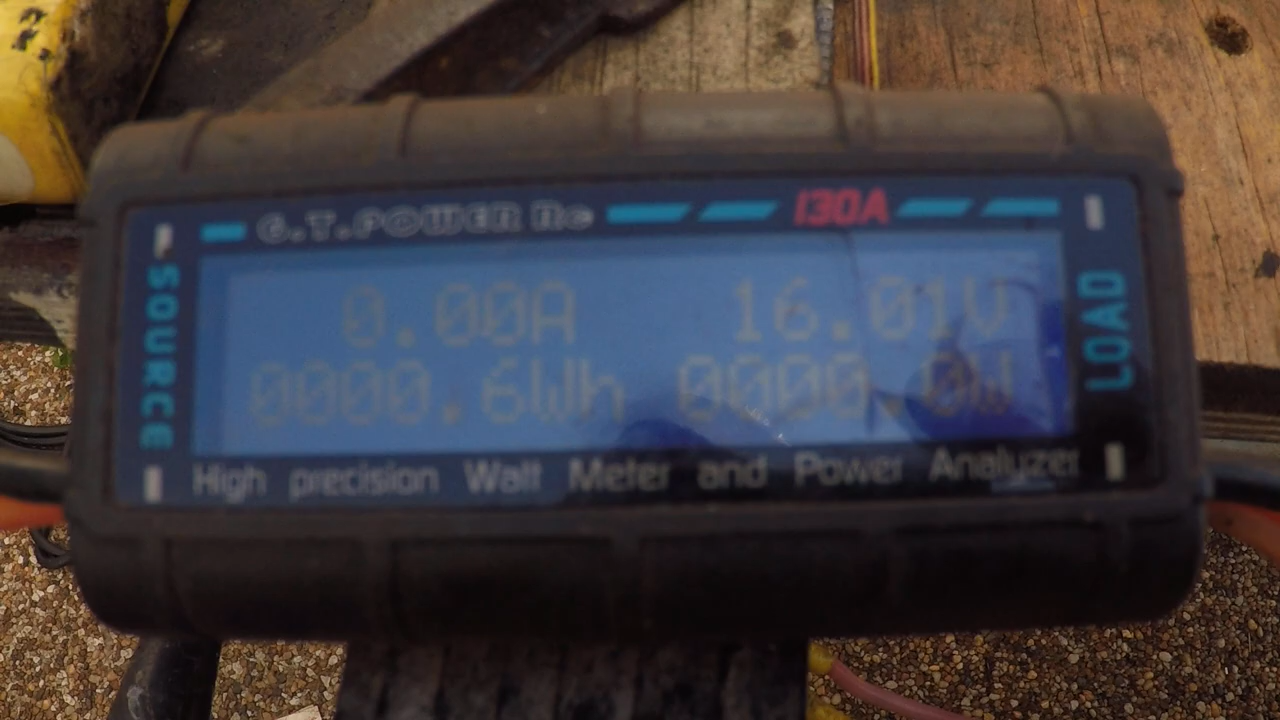 G.T.POWER RC 130A
SOURCE
0.00A 16.01V
0000.6Wh 0000.0W
LOAD
High precision Watt Meter and Power Analyzer